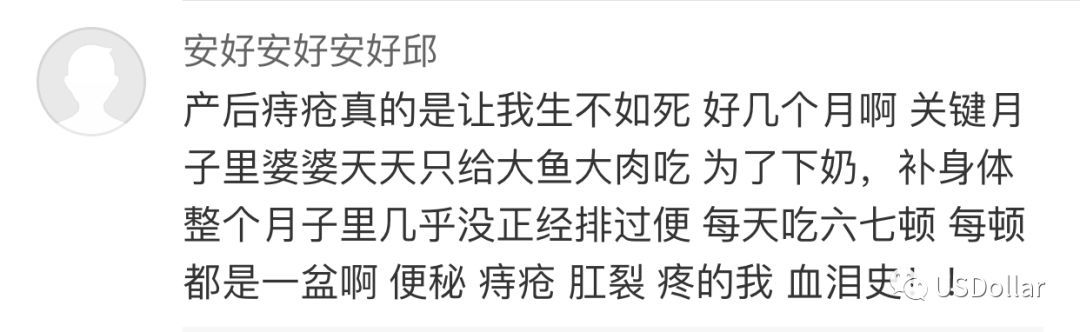 安好安好安好邱
产后痔疮真的是让我生不如死 好几个月啊 关键月
子里婆婆天天只给大鱼大肉吃 为了下奶，补身体
整个月子里几乎没正经排过便 每天吃六七顿 每顿
都是一盆啊 便秘 痔疮 肛裂 疼的我 血泪史！！
USDollar